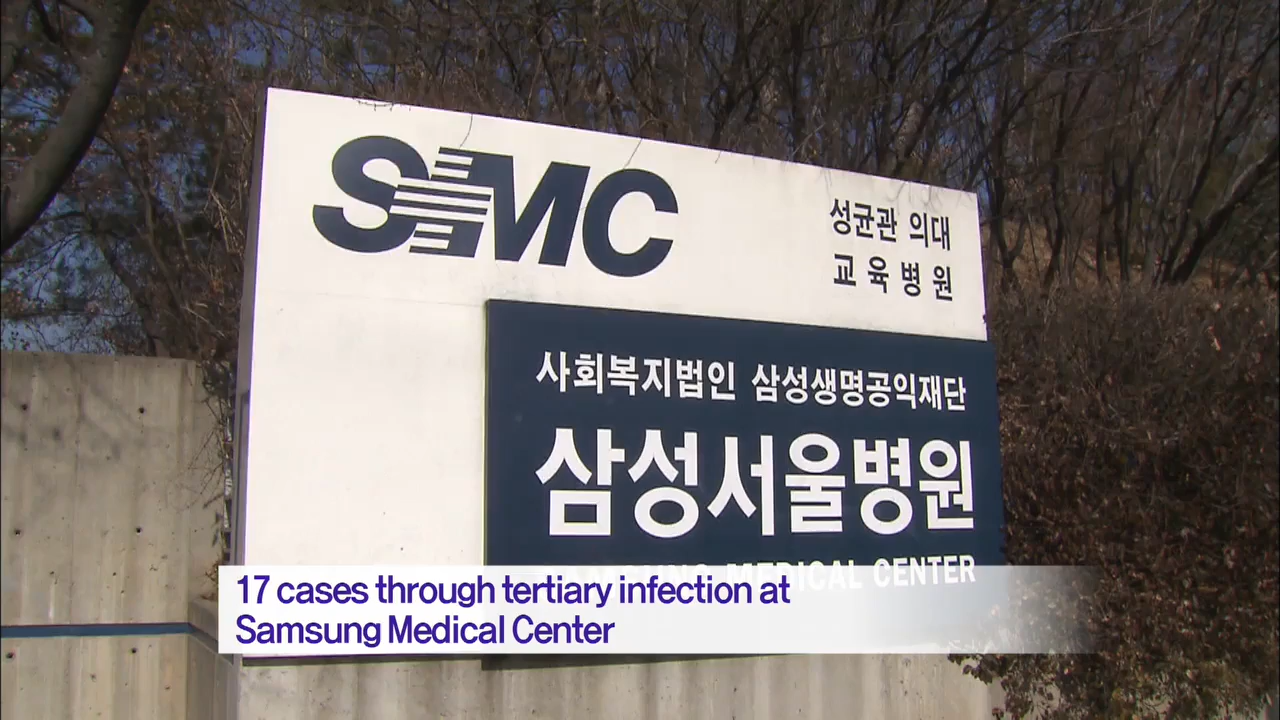 SMC
성균관 의대
교육병원
사회복지법인 삼성생명공익재단
삼성서울병원
MEDICAL CENTER
17 cases through tertiary infection at
Samsung Medical Center